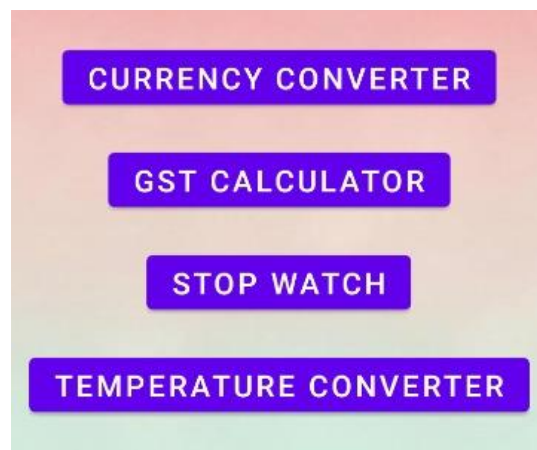 CURRENCY CONVERTER
GST CALCULATOR
STOP WATCH
TEMPERATURE CONVERTER